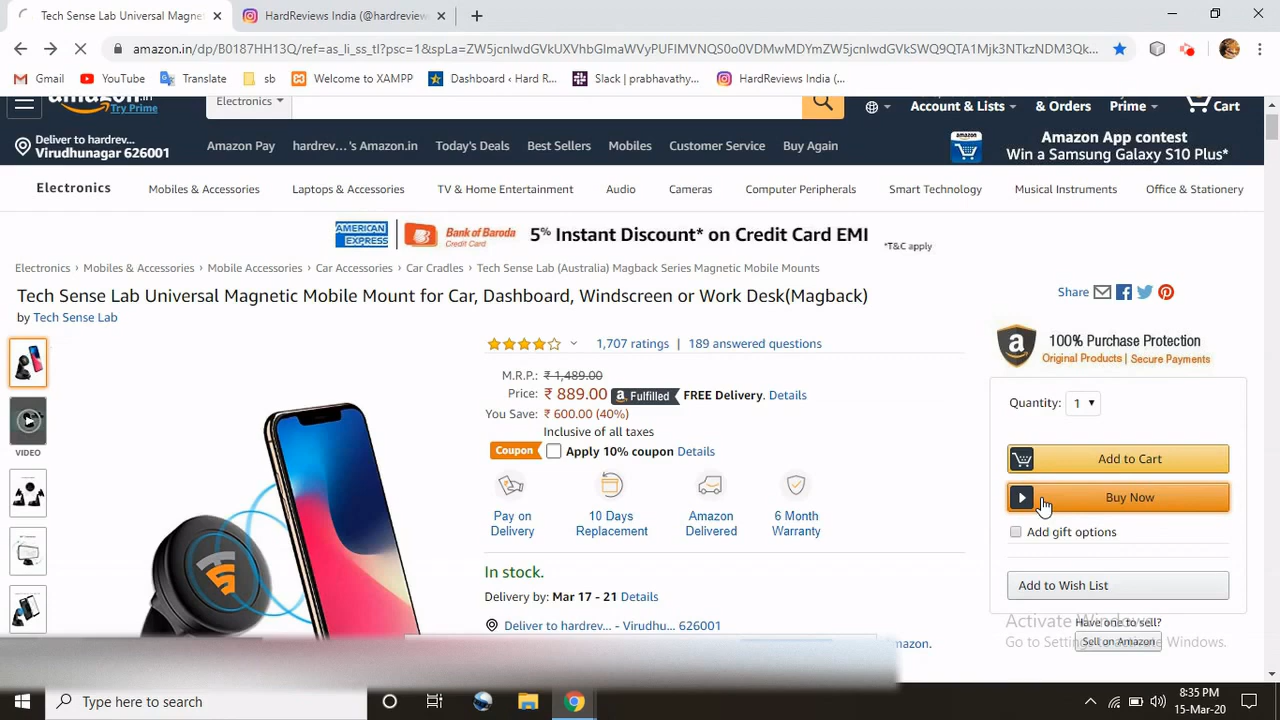 Tech Sense Lab Universal Magne
HardReviews India (@hardreview
amazon.in/dp/B0187HH13Q/ref=as_li_ss_tl?psc=1&spLa=ZW5jcnlwdGVkUXVhbGlmaWVyPUFIMVNQS0o0VDMwMDYmZW5jcnlwdGVkSWQ9QTA1Mjk3NTkzNDM3Qk...
Gmail YouTube Translate sb Welcome to XAMPP Dashboard ‹ Hard R... Slack | prabhavathy... HardReviews India (...
amazon.in
Try Prime
Electronics
Account & Lists
& Orders
Prime
Cart
Deliver to hardrev...
Virudhunagar 626001
Amazon Pay hardrev...'s Amazon.in Today's Deals Best Sellers Mobiles Customer Service Buy Again
amazon
Amazon App contest
Win a Samsung Galaxy S10 Plus*
Electronics Mobiles & Accessories Laptops & Accessories TV & Home Entertainment Audio Cameras Computer Peripherals Smart Technology Musical Instruments Office & Stationery
AMERICAN EXPRESS
Bank of Baroda
Credit Card
5% Instant Discount* on Credit Card EMI
*T&C apply
Electronics › Mobiles & Accessories › Mobile Accessories › Car Accessories › Car Cradles › Tech Sense Lab (Australia) Magback Series Magnetic Mobile Mounts
Tech Sense Lab Universal Magnetic Mobile Mount for Car, Dashboard, Windscreen or Work Desk(Magback)
by Tech Sense Lab
Share
VIDEO
1,707 ratings | 189 answered questions
M.R.P.: ₹ 1,489.00
Price: ₹ 889.00 a Fulfilled FREE Delivery. Details
You Save: ₹ 600.00 (40%)
Inclusive of all taxes
Coupon Apply 10% coupon Details
Pay on
Delivery
10 Days
Replacement
Amazon
Delivered
6 Month
Warranty
In stock.
Delivery by: Mar 17 - 21 Details
Deliver to hardrev... - Virudhu... 626001
mazon.
100% Purchase Protection
Original Products | Secure Payments
Quantity: 1
Add to Cart
Buy Now
Add gift options
Add to Wish List
Have one to sell?
Sell on Amazon
Activate Windows
Go to Settings to activate Windows.
Type here to search
8:35 PM
15-Mar-20